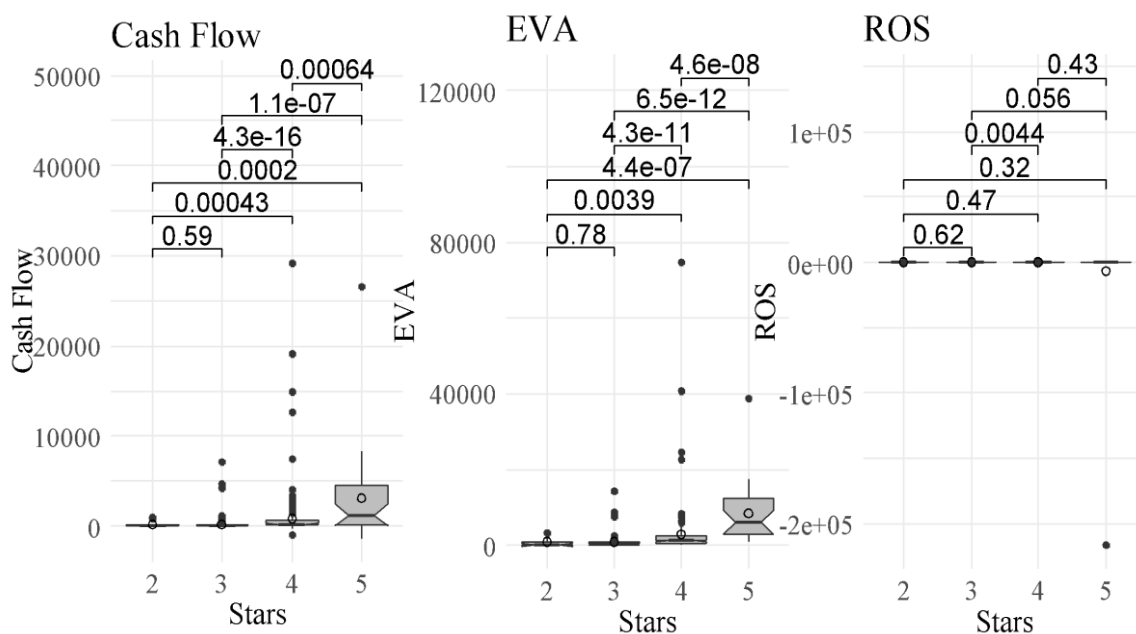 Cash Flow
50000
40000
30000
20000
10000
0
Cash Flow
0.00064
1.1e-07
4.3e-16
0.0002
0.00043
0.59
2 3 4 5
Stars
EVA
120000
80000
40000
0
EVA
4.6e-08
6.5e-12
4.3e-11
4.4e-07
0.0039
0.78
2 3 4 5
Stars
ROS
1e+05
0e+00
-1e+05
-2e+05
ROS
0.43
0.056
0.0044
0.32
0.47
0.62
2 3 4 5
Stars